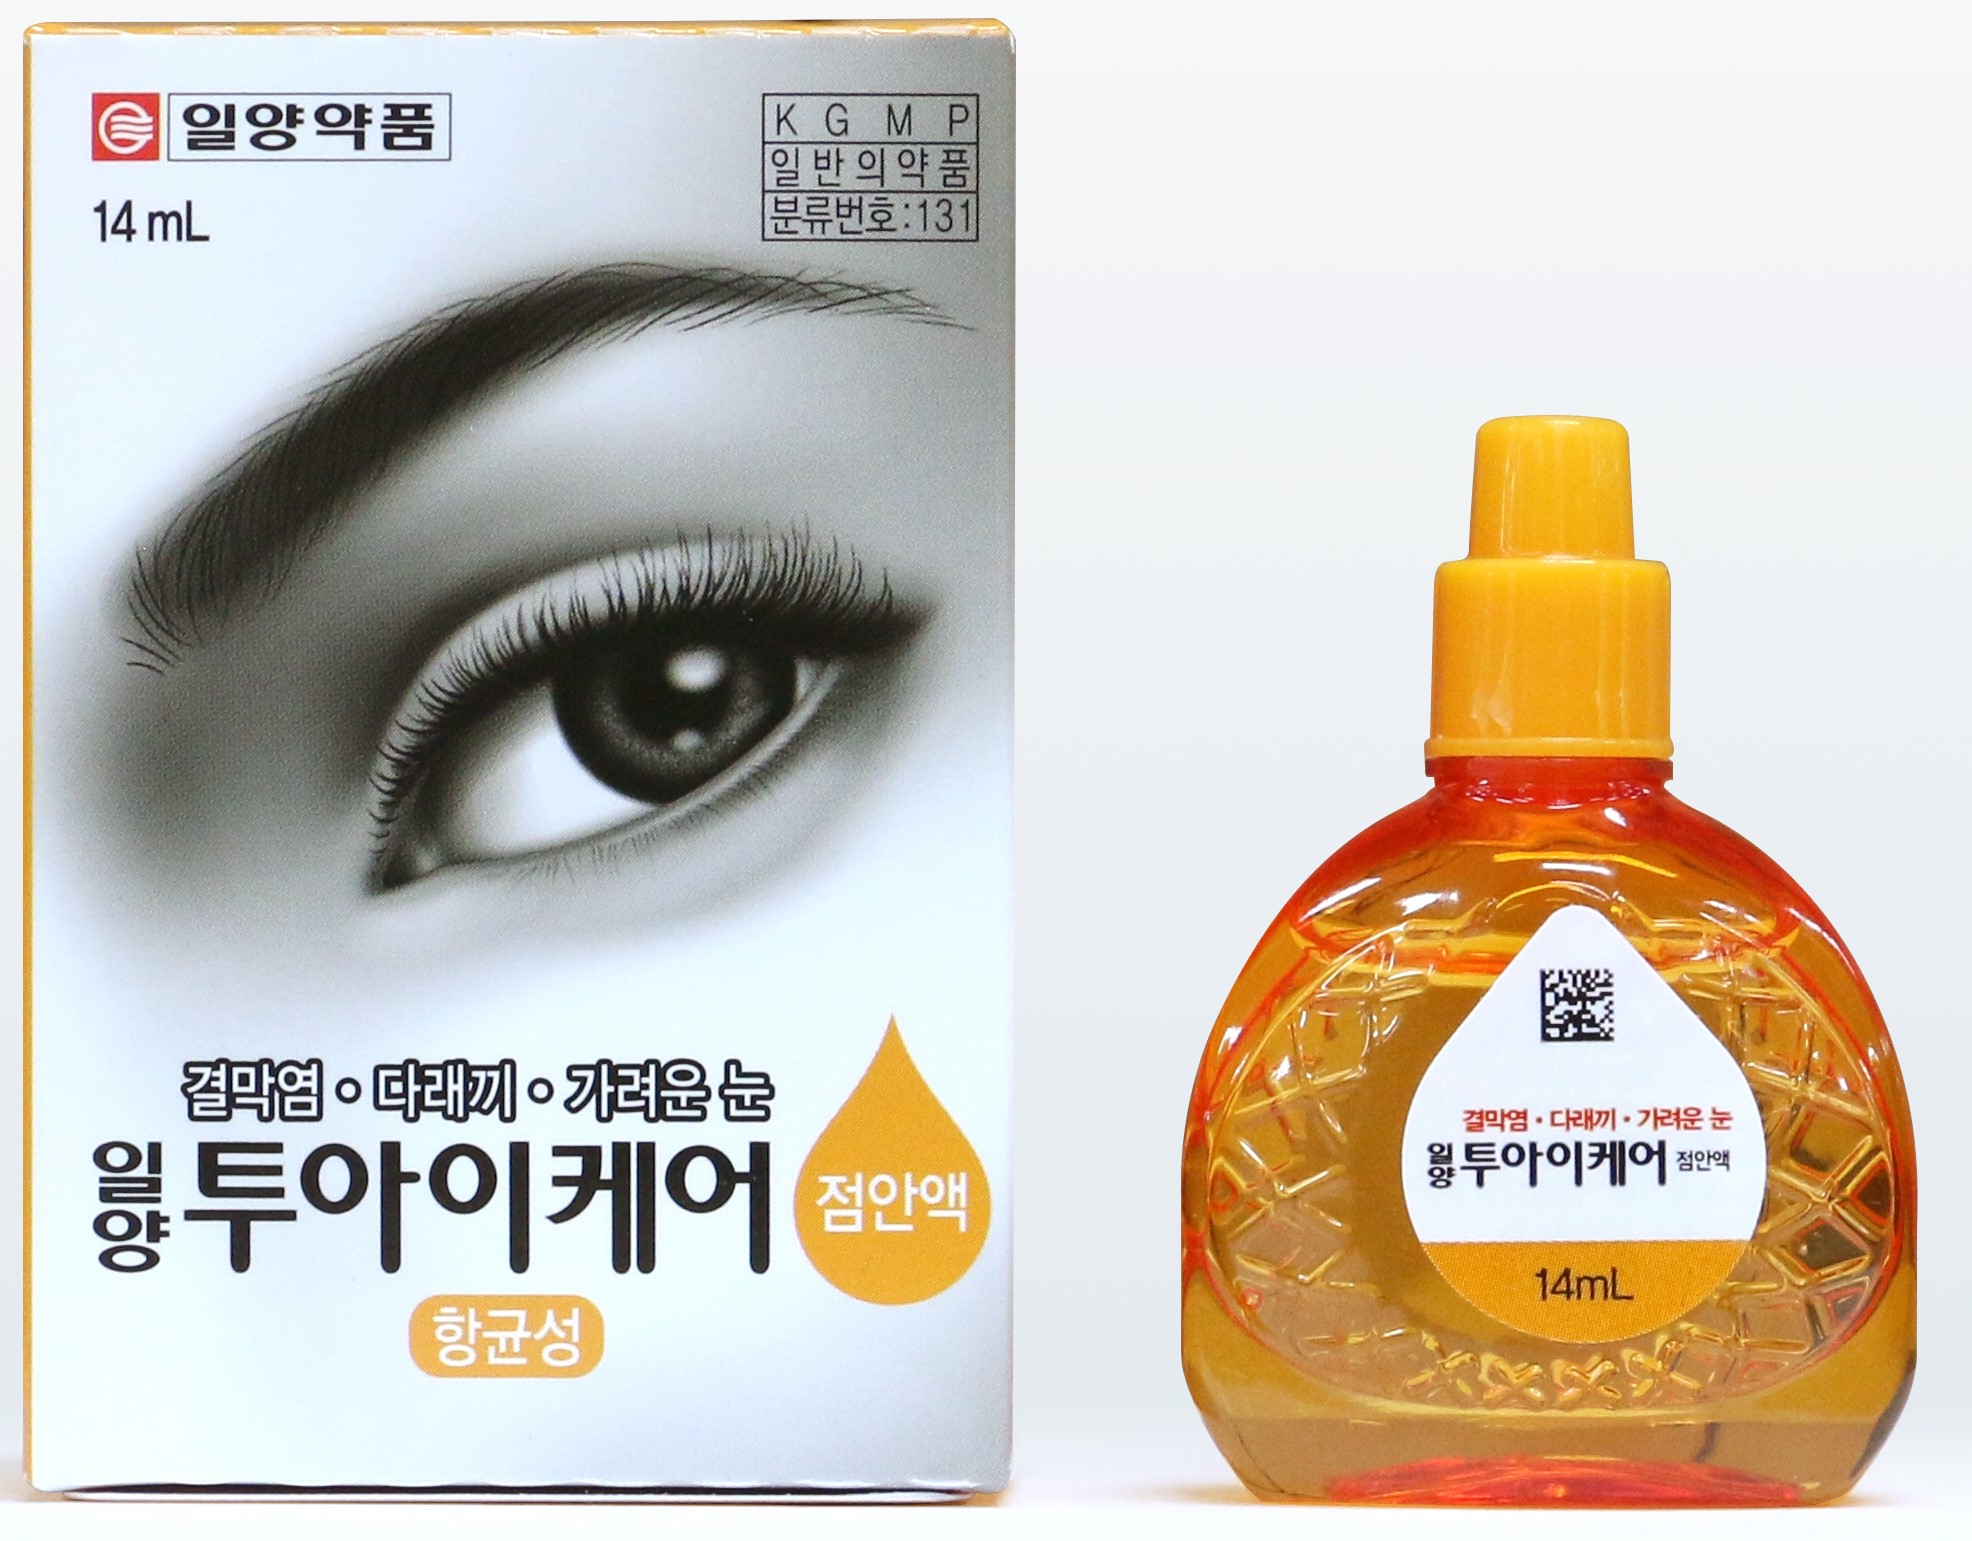 일양약품
14 mL
KGMP
일반의약품
분류번호:131
결막염 • 다래끼 • 가려운 눈
일양 투아이케어 점안액
항균성
결막염 • 다래끼 • 가려운 눈
일양 투아이케어 점안액
14mL